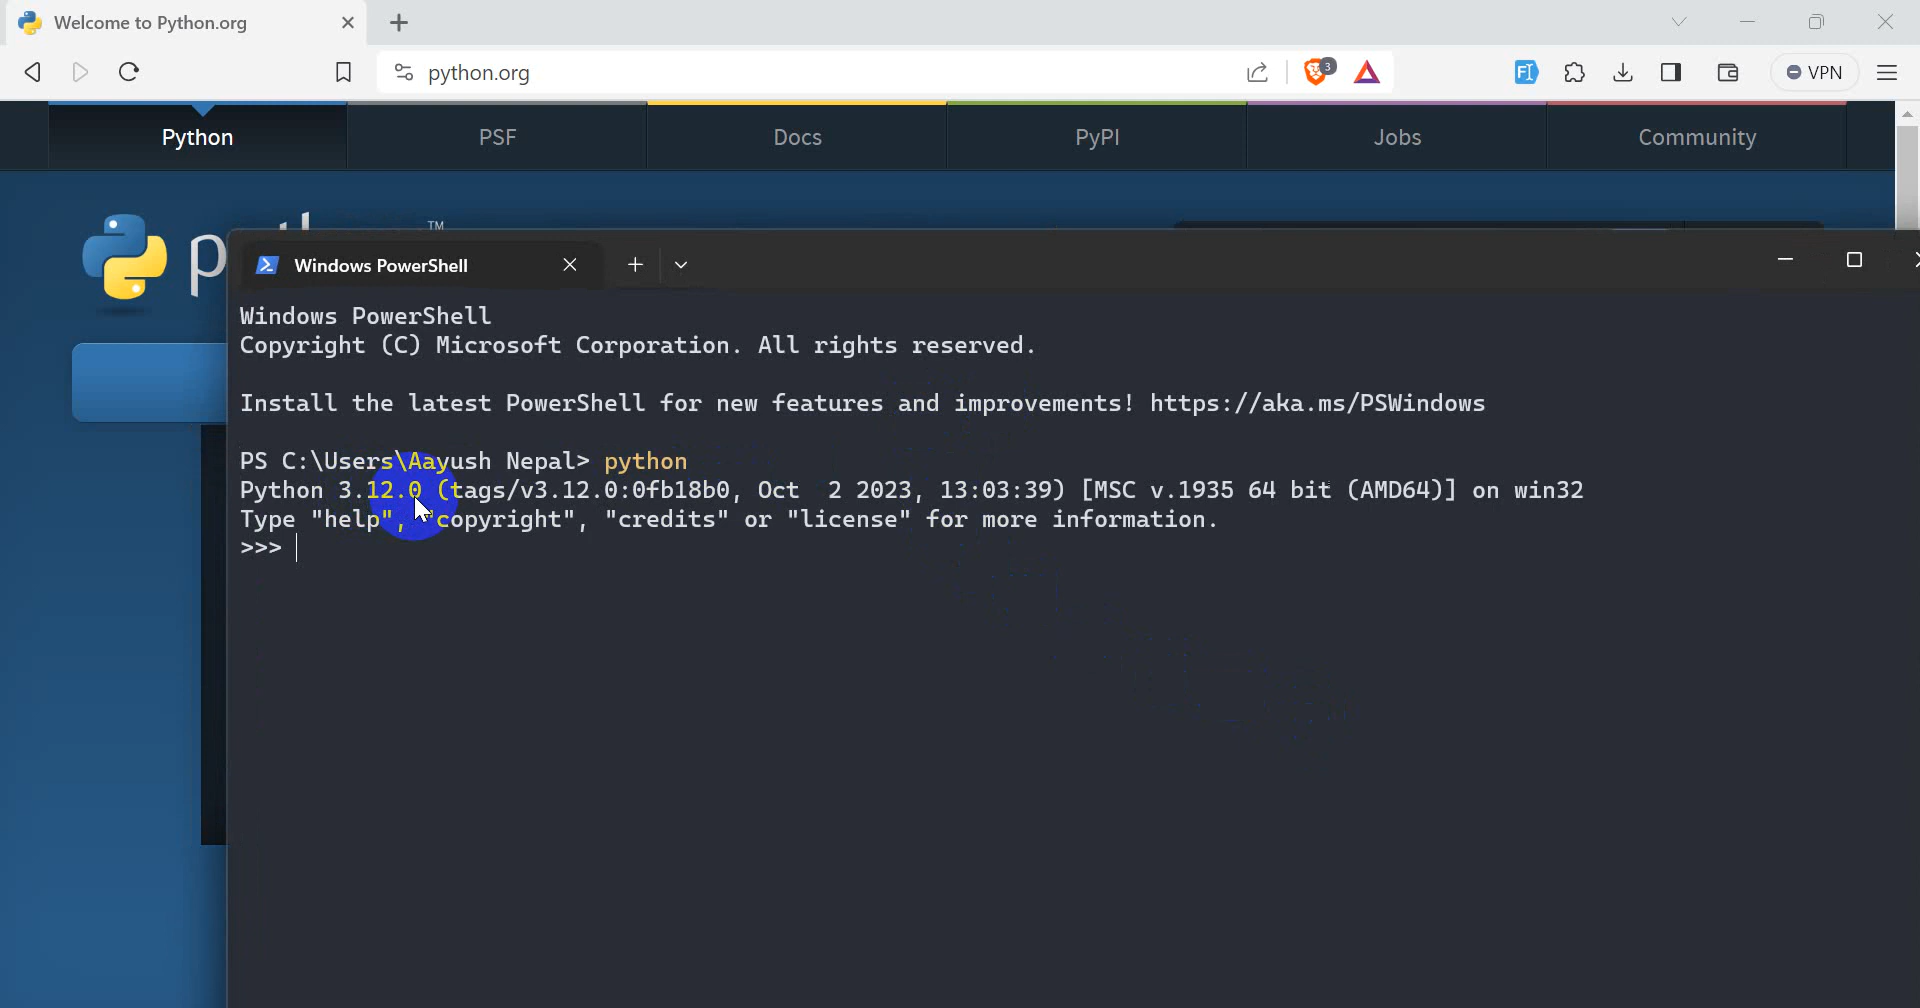 Welcome to Python.org
python.org
3
VPN
Python
PSF
Docs
PyPI
Jobs
Community
TM
Windows PowerShell
Windows PowerShell
Copyright (C) Microsoft Corporation. All rights reserved.
Install the latest PowerShell for new features and improvements! https://aka.ms/PSWindows
PS C:\Users\Aayush Nepal> python
Python 3.12.0 (tags/v3.12.0:0fb18b0, Oct  2 2023, 13:03:39) [MSC v.1935 64 bit (AMD64)] on win32
Type "help", "copyright", "credits" or "license" for more information.
>>>